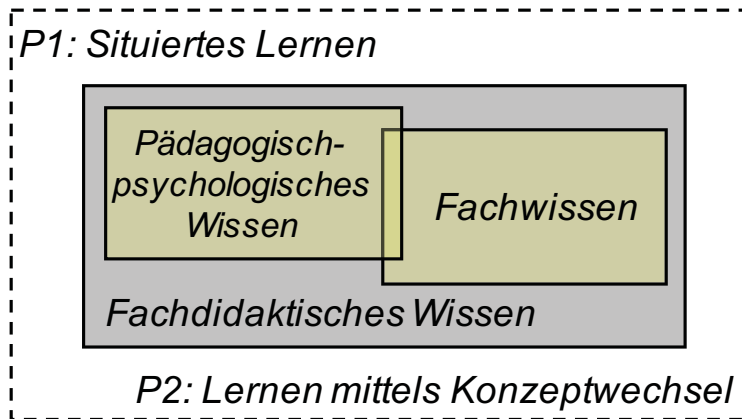 P1: Situiertes Lernen
Pädagogisch-
psychologisches
Wissen
Fachwissen
Fachdidaktisches Wissen
P2: Lernen mittels Konzeptwechsel